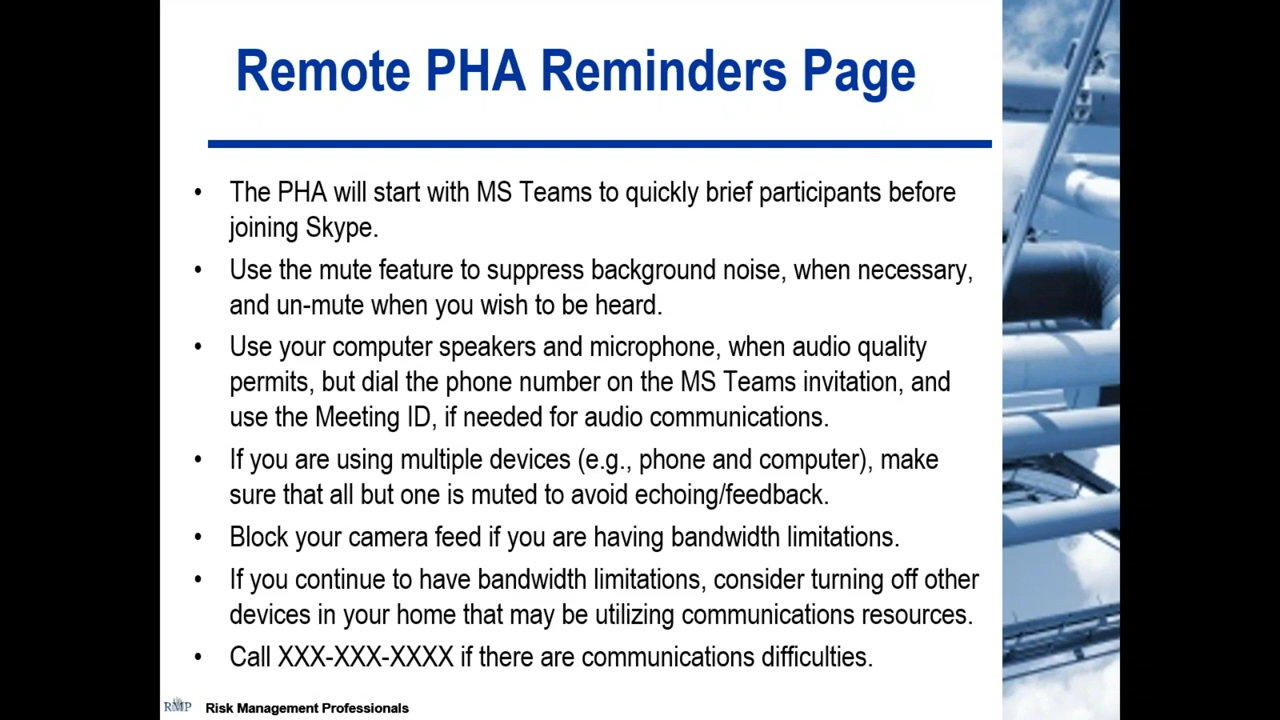 Remote PHA Reminders Page
• The PHA will start with MS Teams to quickly brief participants before
joining Skype.
• Use the mute feature to suppress background noise, when necessary,
and un-mute when you wish to be heard.
• Use your computer speakers and microphone, when audio quality
permits, but dial the phone number on the MS Teams invitation, and
use the Meeting ID, if needed for audio communications.
• If you are using multiple devices (e.g., phone and computer), make
sure that all but one is muted to avoid echoing/feedback.
• Block your camera feed if you are having bandwidth limitations.
• If you continue to have bandwidth limitations, consider turning off other
devices in your home that may be utilizing communications resources.
• Call XXX-XXX-XXXX if there are communications difficulties.
RMP Risk Management Professionals